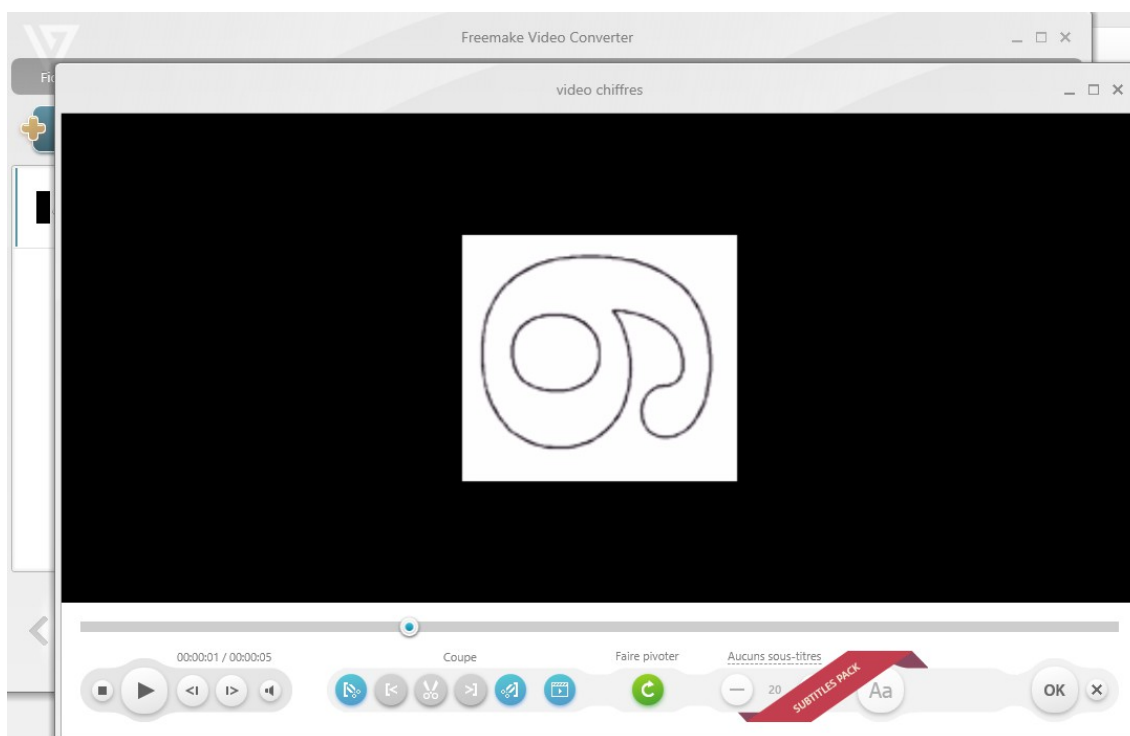 Freemake Video Converter
Fic
video chiffres
00:00:01 / 00:00:05
Coupe
Faire pivoter
Aucuns sous-titres
20
SUBTITLES PACK
Aa
OK